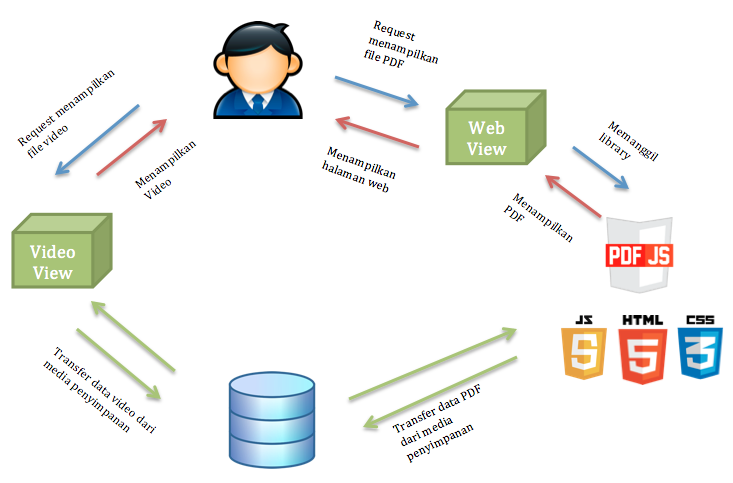 Request
menampilkan
file PDF
Request menampilkan
file video
Web
View
Memanggil
library
Menampilkan
Video
Menampilkan
halaman web
Menampilkan
PDF
Video
View
PDF JS
JS
HTML
CSS
5
5
3
Transfer data video dari
media penyimpanan
Transfer data PDF
dari media
penyimpanan